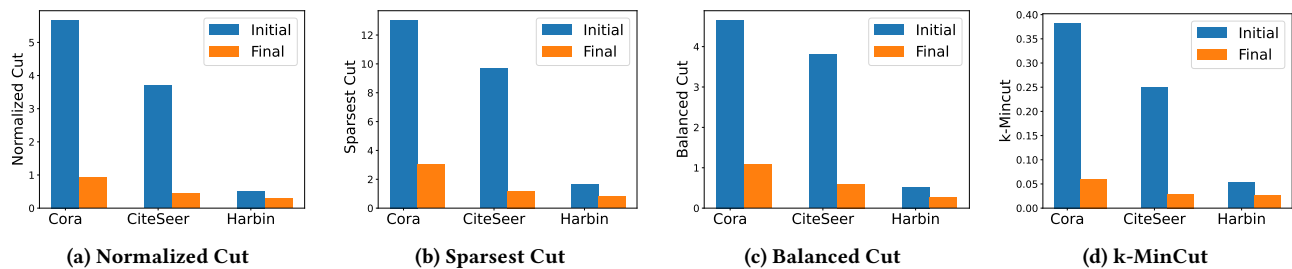 Normalized Cut
5
4
3
2
1
0
Initial
Final
Cora CiteSeer Harbin
(a) Normalized Cut
Sparsest Cut
12
10
8
6
4
2
0
Initial
Final
Cora CiteSeer Harbin
(b) Sparsest Cut
Balanced Cut
4
3
2
1
0
Initial
Final
Cora CiteSeer Harbin
(c) Balanced Cut
k-Mincut
0.40
0.35
0.30
0.25
0.20
0.15
0.10
0.05
0.00
Initial
Final
Cora CiteSeer Harbin
(d) k-MinCut